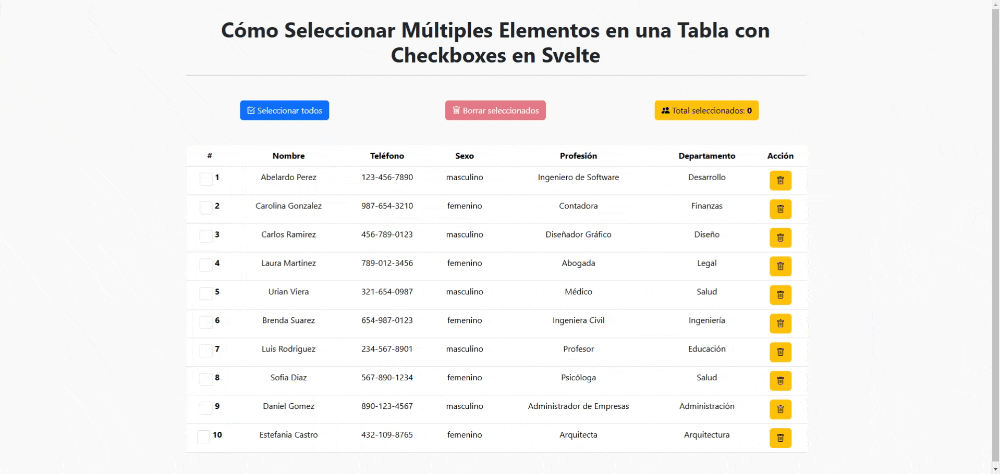 Cómo Seleccionar Múltiples Elementos en una Tabla con
Checkboxes en Svelte
Seleccionar todos Borrar seleccionados Total seleccionados: 0
# Nombre Teléfono Sexo Profesión Departamento Acción
1 Abelardo Perez 123-456-7890 masculino Ingeniero de Software Desarrollo
2 Carolina Gonzalez 987-654-3210 femenino Contadora Finanzas
3 Carlos Ramirez 456-789-0123 masculino Diseñador Gráfico Diseño
4 Laura Martinez 789-012-3456 femenino Abogada Legal
5 Urian Viera 321-654-0987 masculino Médico Salud
6 Brenda Suarez 654-987-0123 femenino Ingeniera Civil Ingeniería
7 Luis Rodriguez 234-567-8901 masculino Profesor Educación
8 Sofia Diaz 567-890-1234 femenino Psicóloga Salud
9 Daniel Gomez 890-123-4567 masculino Administrador de Empresas Administración
10 Estefania Castro 432-109-8765 femenino Arquitecta Arquitectura